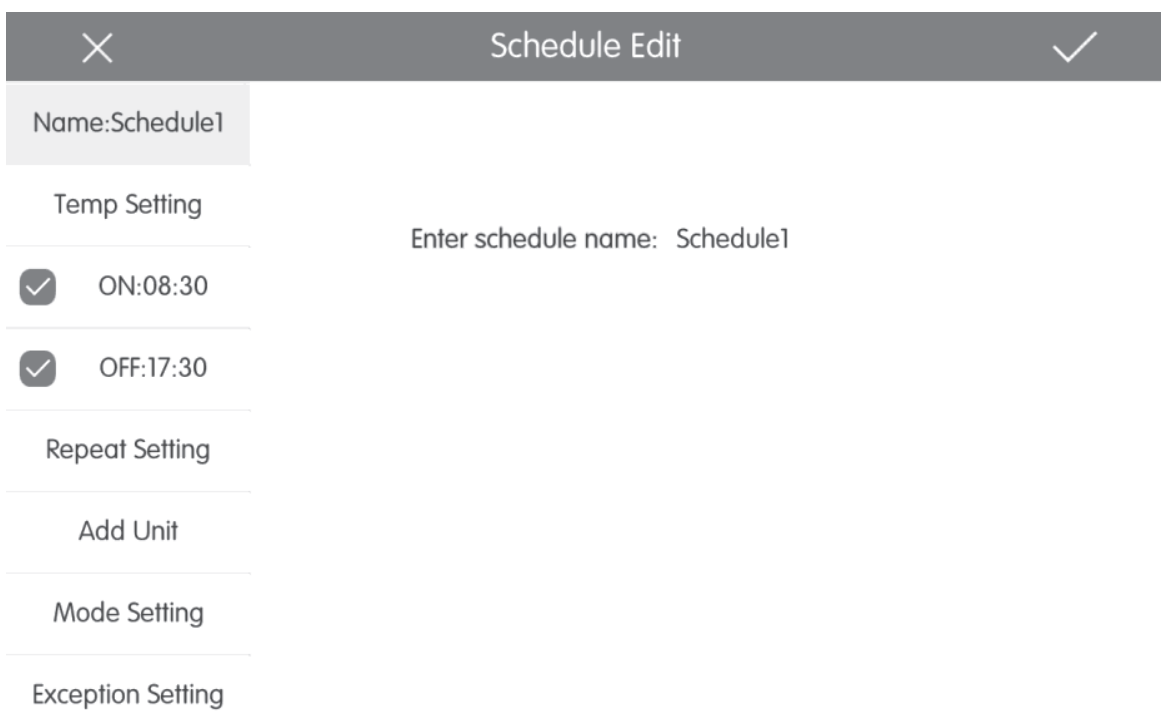 Schedule Edit
Name:Schedule1
Temp Setting
ON:08:30
OFF:17:30
Repeat Setting
Add Unit
Mode Setting
Exception Setting
Enter schedule name: Schedule1